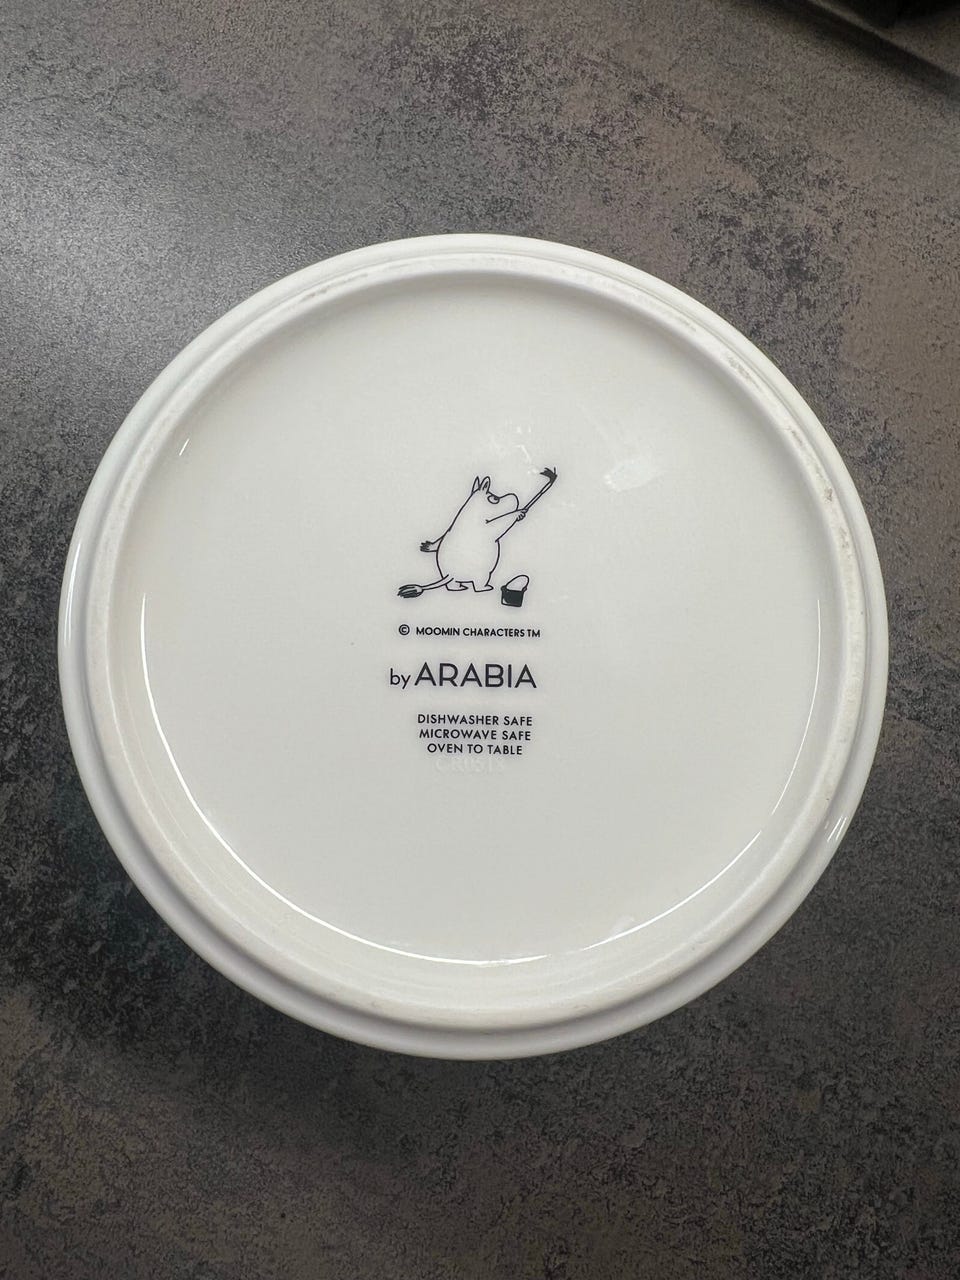 © MOOMIN CHARACTERS TM
by ARABIA
DISHWASHER SAFE
MICROWAVE SAFE
OVEN TO TABLE